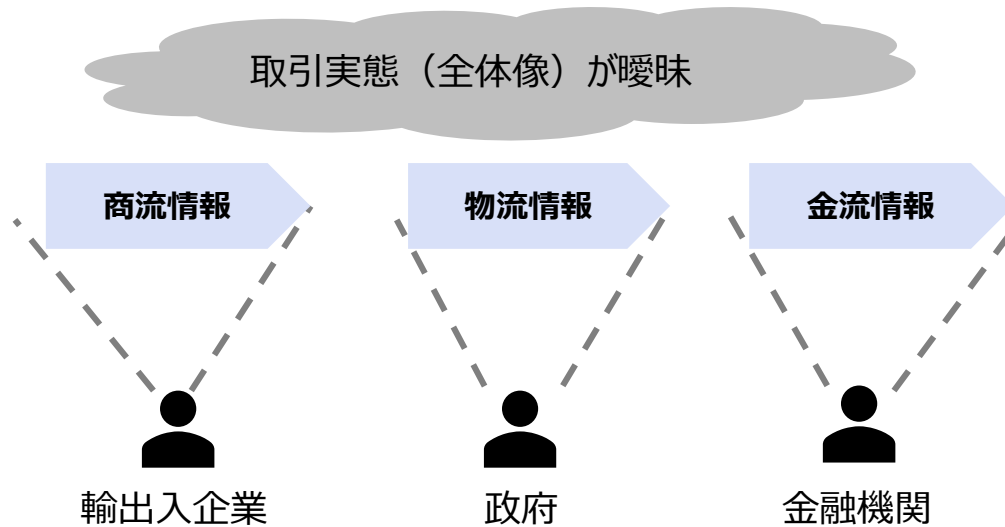 取引実態（全体像）が曖昧
商流情報
物流情報
金流情報
輸出入企業
政府
金融機関